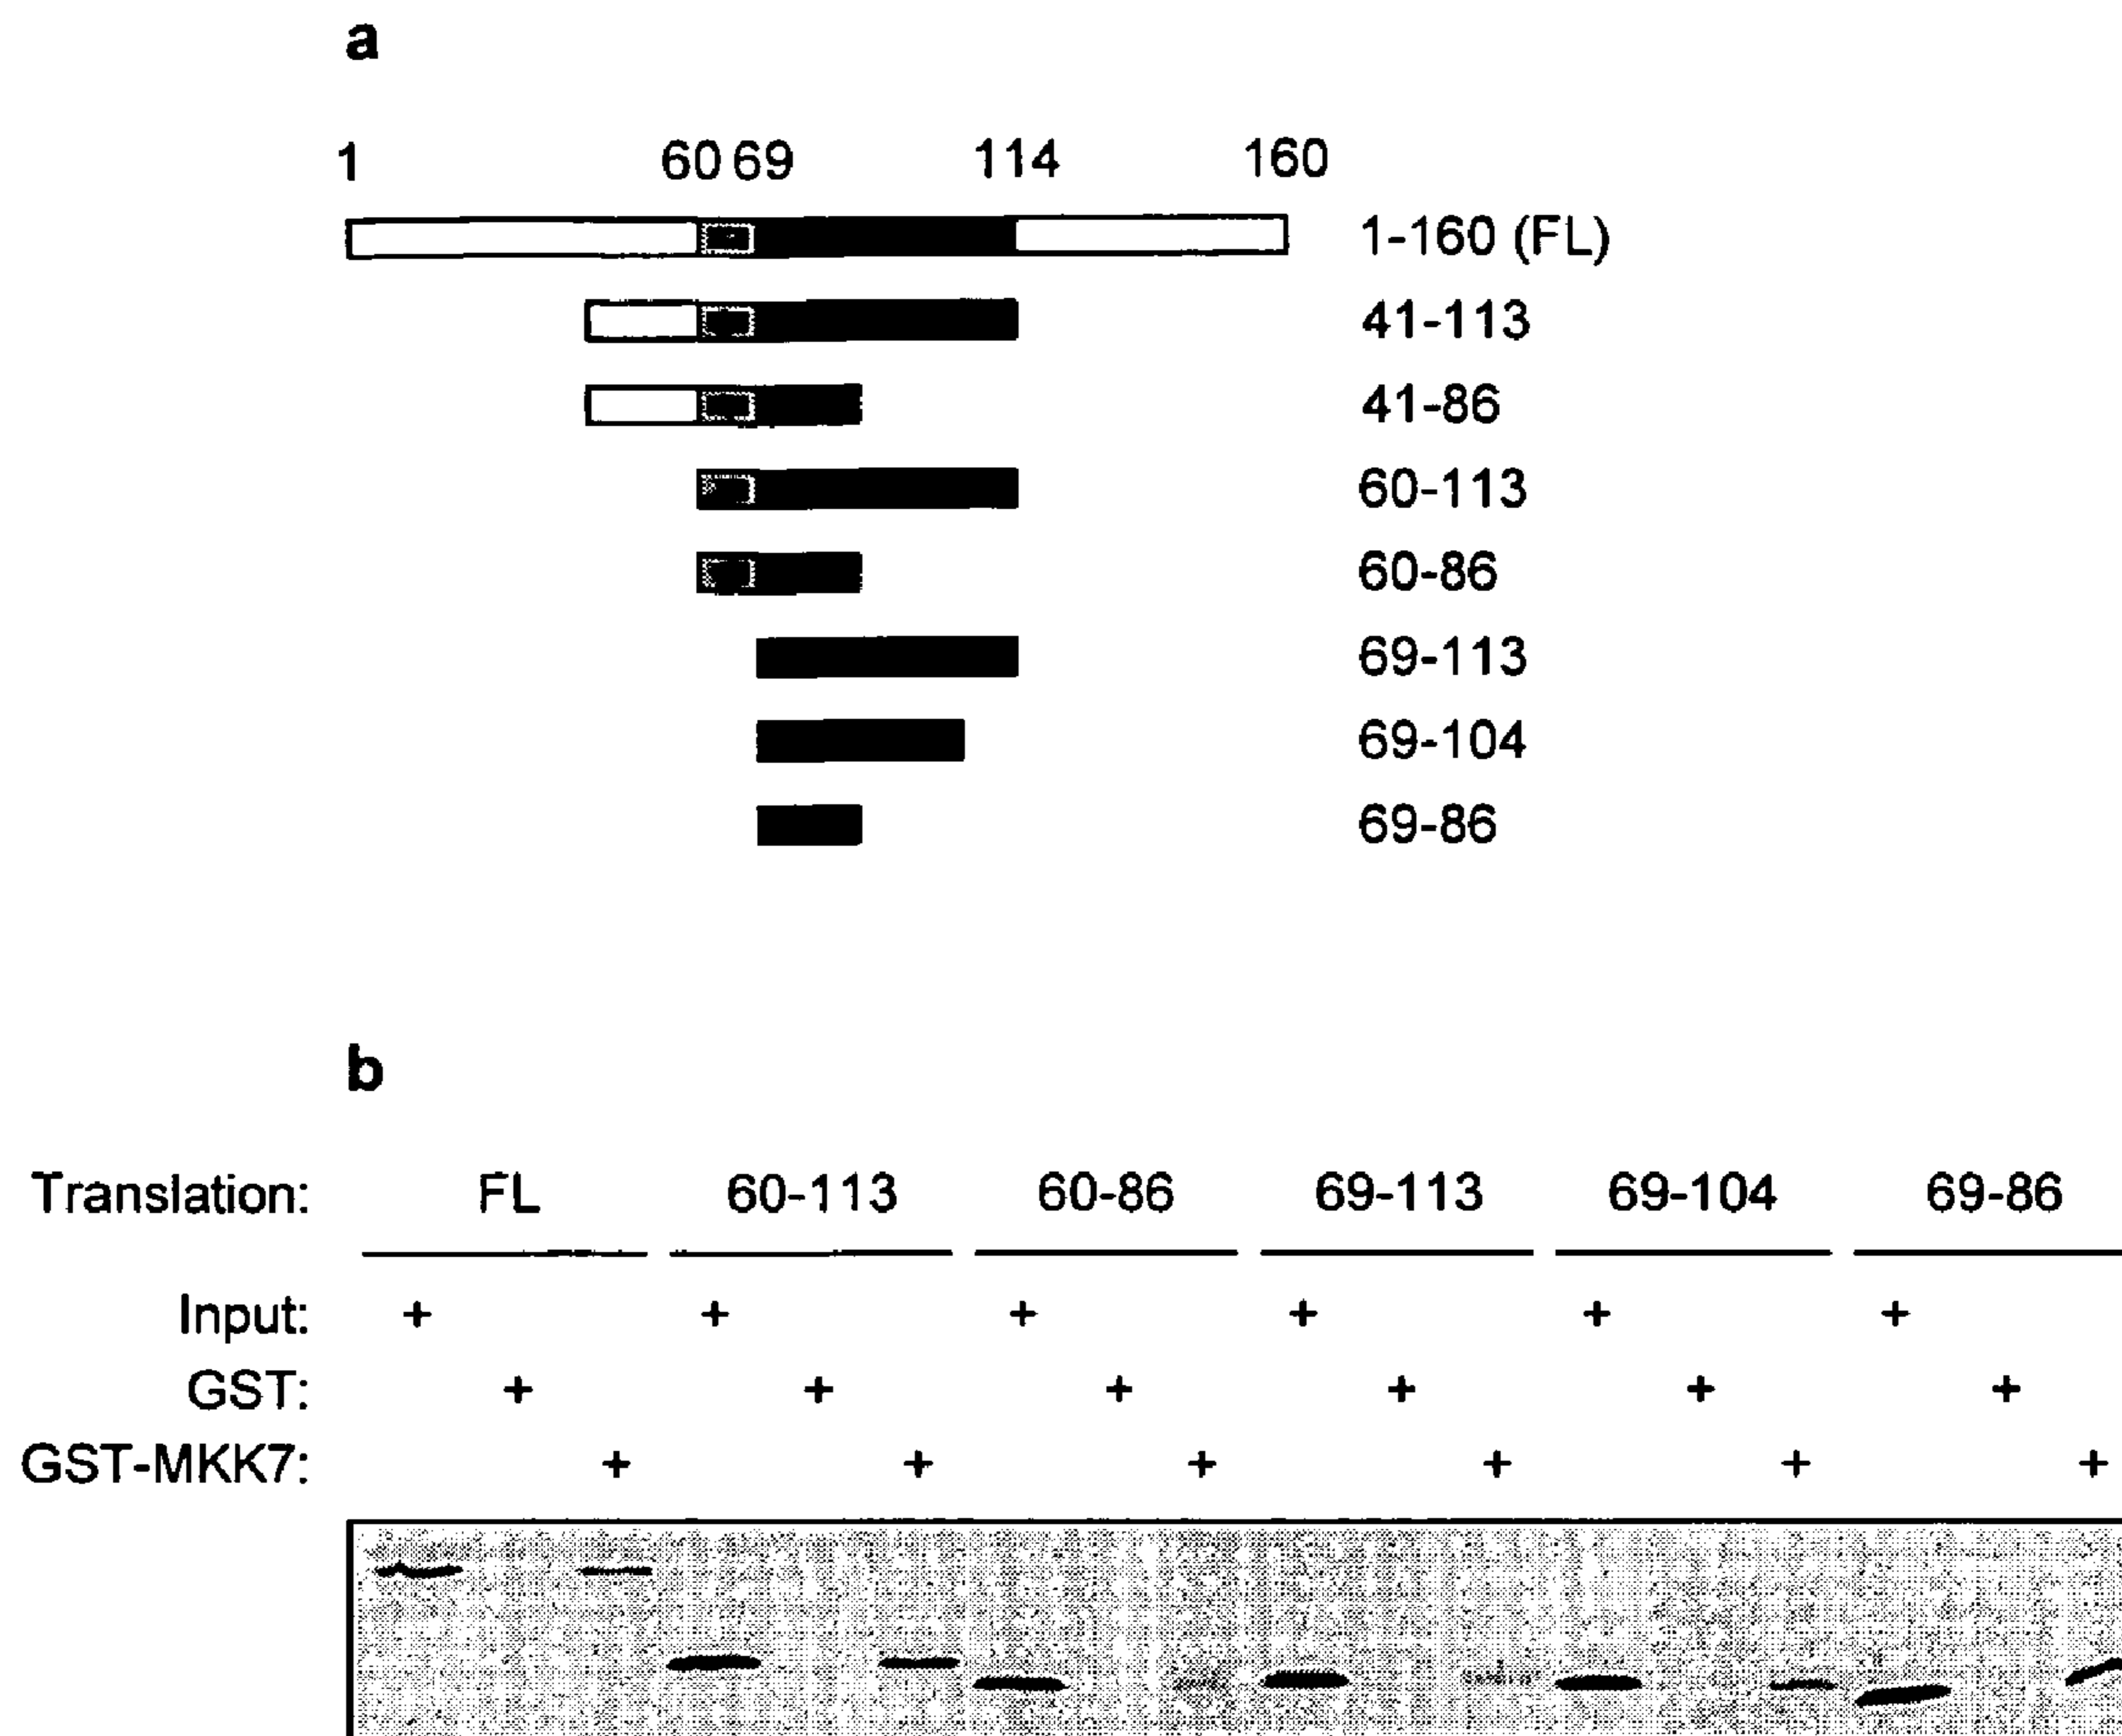 a
1 60 69 114 160
1-160 (FL)
41-113
41-86
60-113
60-86
69-113
69-104
69-86
b
Translation: FL 60-113 60-86 69-113 69-104 69-86
Input: + + + + + +
GST: + + + + + +
GST-MKK7: + + + + + +